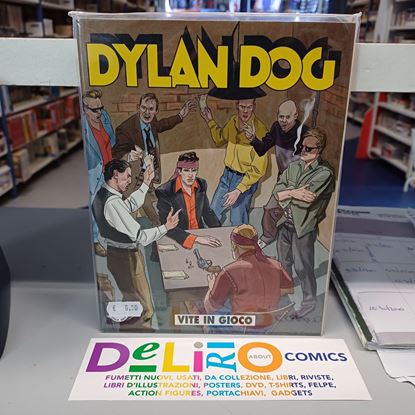 DYLAN DOG
VITE IN GIOCO
DeLiRiO ABOUT COMICS
FUMETTI NUOVI, USATI, DA COLLEZIONE, LIBRI, RIVISTE,
LIBRI D'ILLUSTRAZIONI, POSTERS, DVD, T-SHIRTS, FELPE,
ACTION FIGURES, PORTACHIAVI, GADGETS